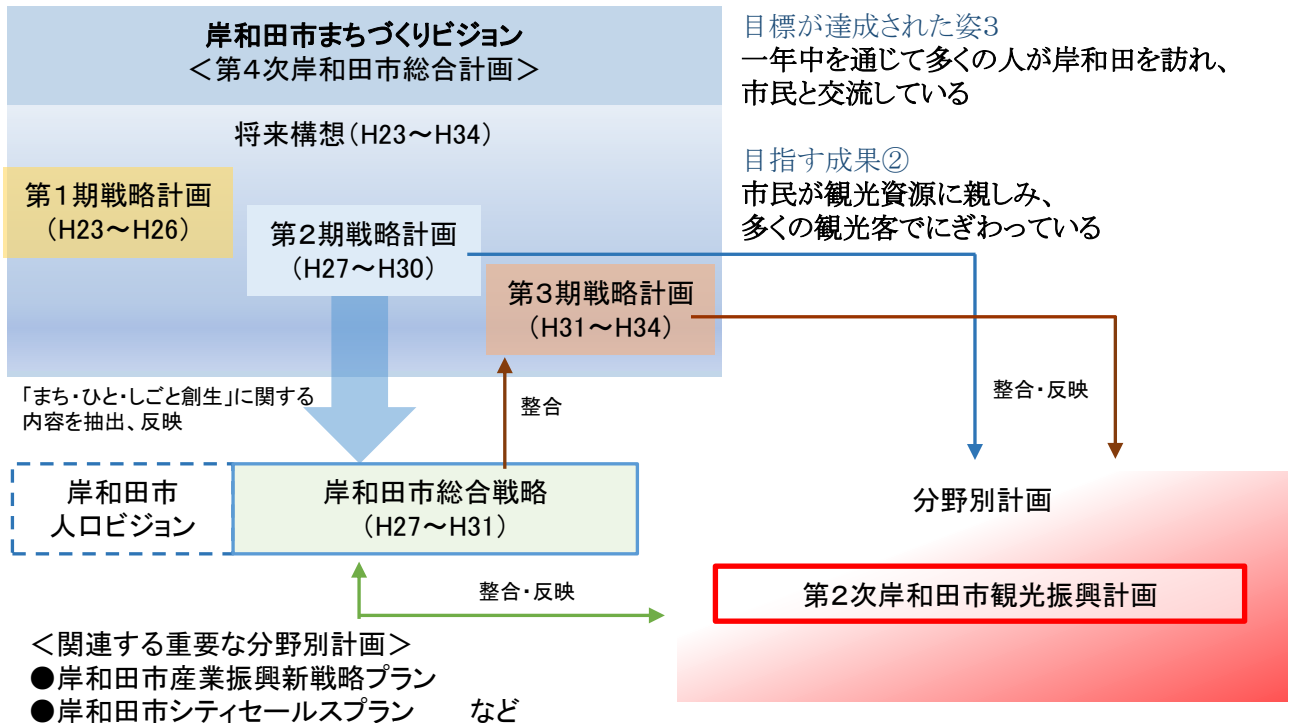 岸和田市まちづくりビジョン
＜第４次岸和田市総合計画＞
将来構想（H23～H34）
第１期戦略計画
（H23～H26）
第２期戦略計画
（H27～H30）
第３期戦略計画
（H31～H34）
目標が達成された姿3
一年中を通じて多くの人が岸和田を訪れ、
市民と交流している
目指す成果②
市民が観光資源に親しみ、
多くの観光客でにぎわっている
「まち・ひと・しごと創生」に関する
内容を抽出、反映
整合
整合・反映
岸和田市
人口ビジョン
岸和田市総合戦略
（H27～H31）
分野別計画
整合・反映
第２次岸和田市観光振興計画
＜関連する重要な分野別計画＞
●岸和田市産業振興新戦略プラン
●岸和田市シティセールスプラン　　など